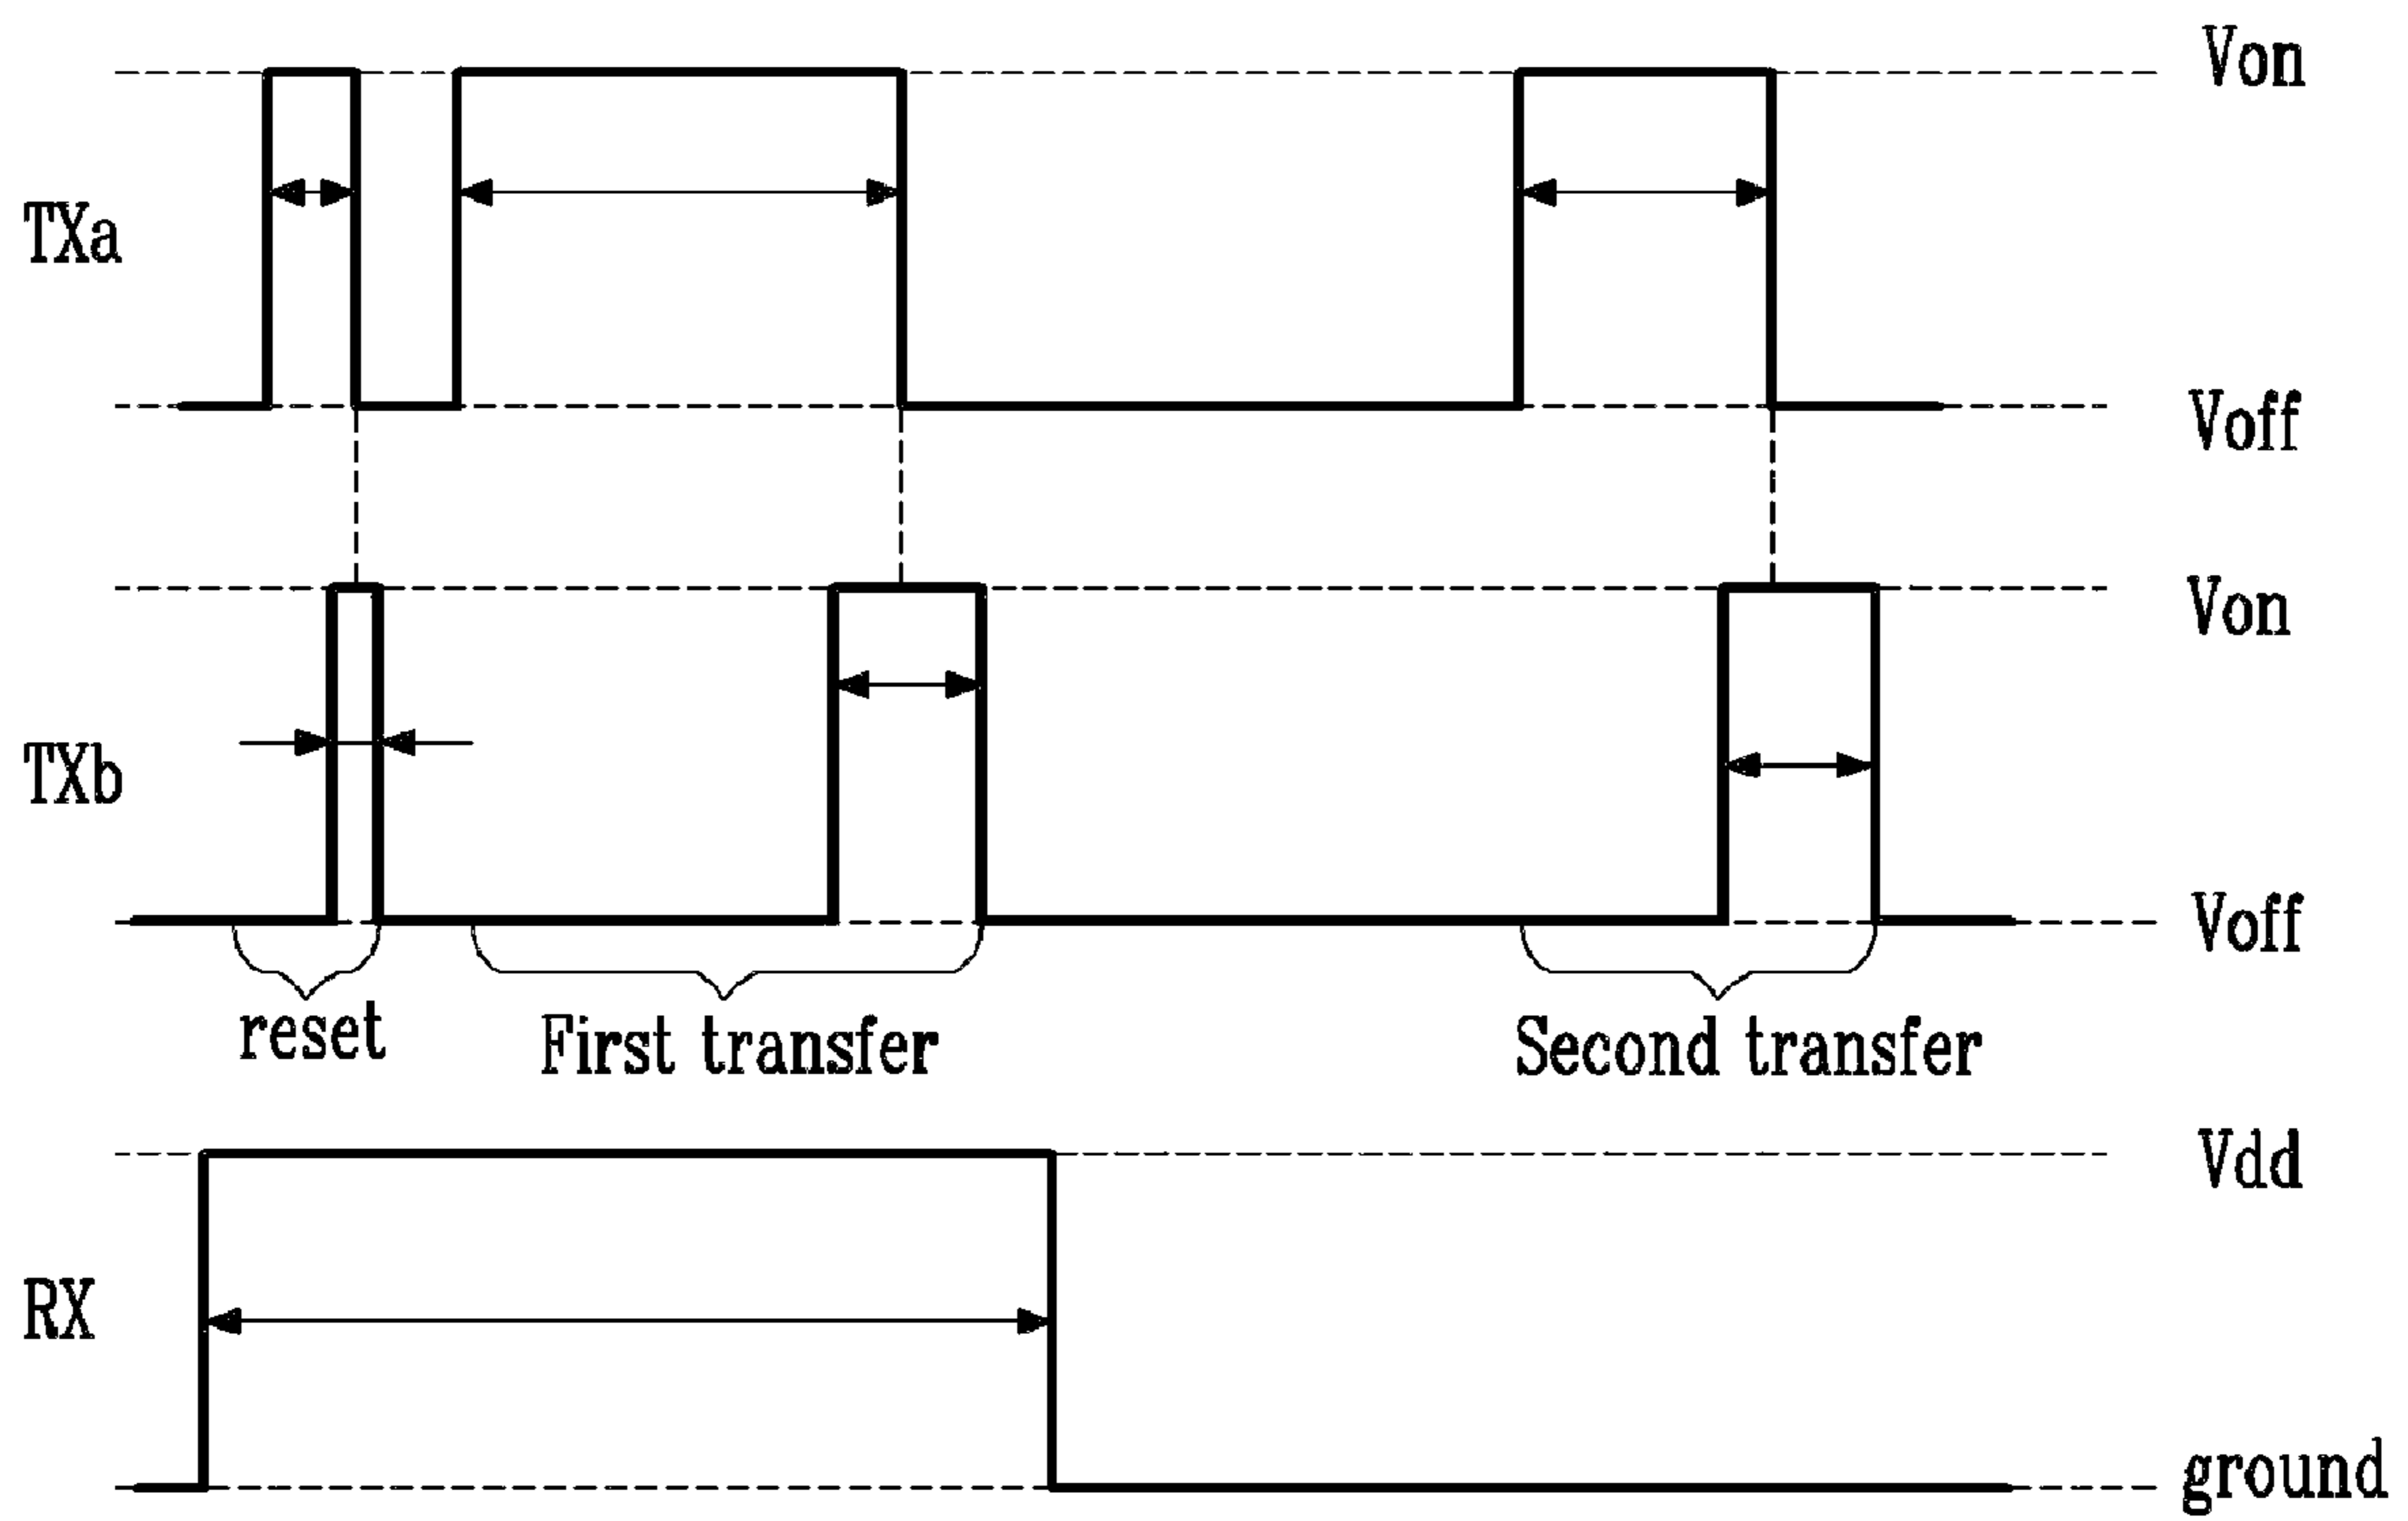 Von
TXa
Voff
Von
TXb
Voff
reset
First transfer
Second transfer
Vdd
RX
ground